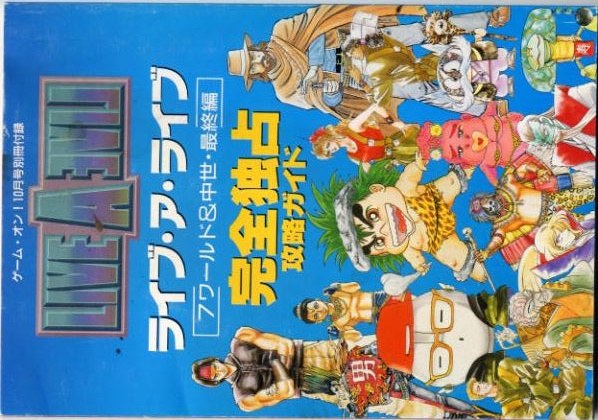 ゲーム・オン！10月号別冊付録
LIVE A LIVE
ライブ・ア・ライブ
7ワールド&中世・最終編
完全独占
攻略ガイド
男
寿